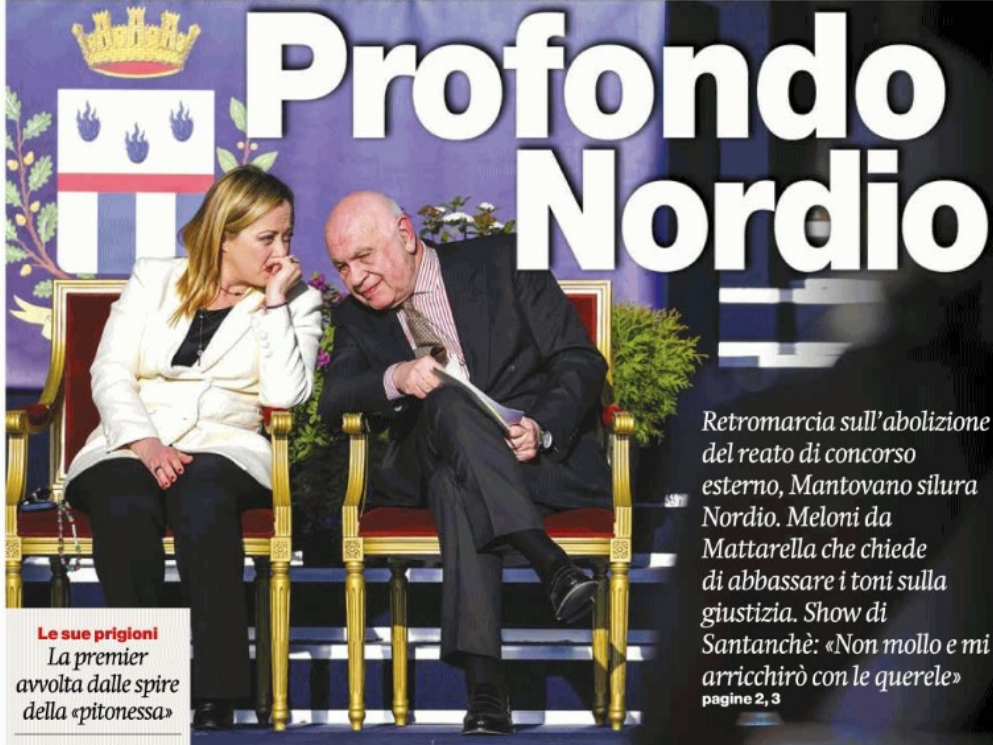 Profondo
Nordio
Retromarcia sull'abolizione
del reato di concorso
esterno, Mantovano silura
Nordio. Meloni da
Mattarella che chiede
di abbassare i toni sulla
giustizia. Show di
Santanchè: «Non mollo e mi
arricchirò con le querele»
pagine 2, 3
Le sue prigioni
La premier
avvolta dalle spire
della «pitonessa»